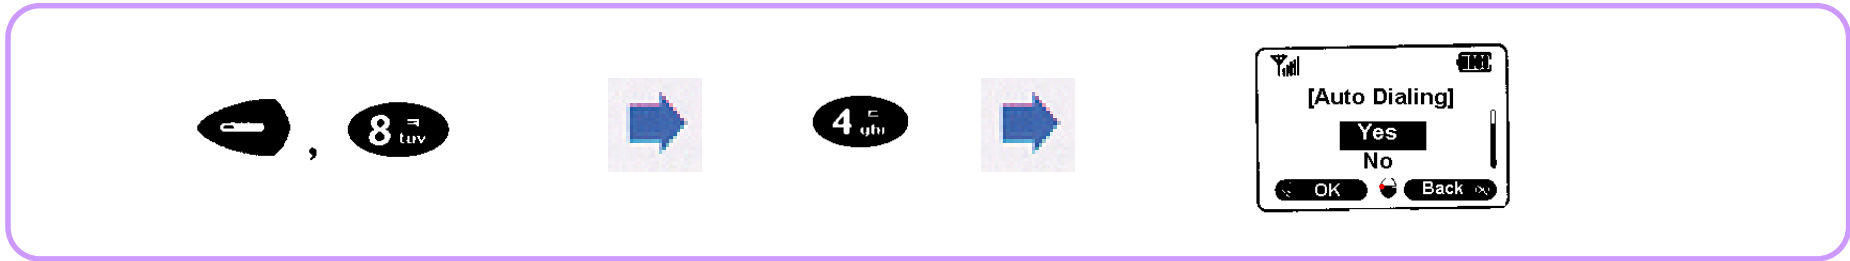 ,
8 ㅋ
tuv
4 ㄷ
ghi
[Auto Dialing]
Yes
No
OK Back